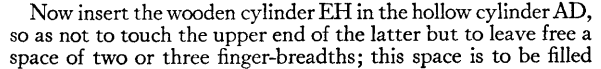 Now insert the wooden cylinder EH in the hollow cylinder AD,
so as not to touch the upper end of the latter but to leave free a
space of two or three finger-breadths; this space is to be filled